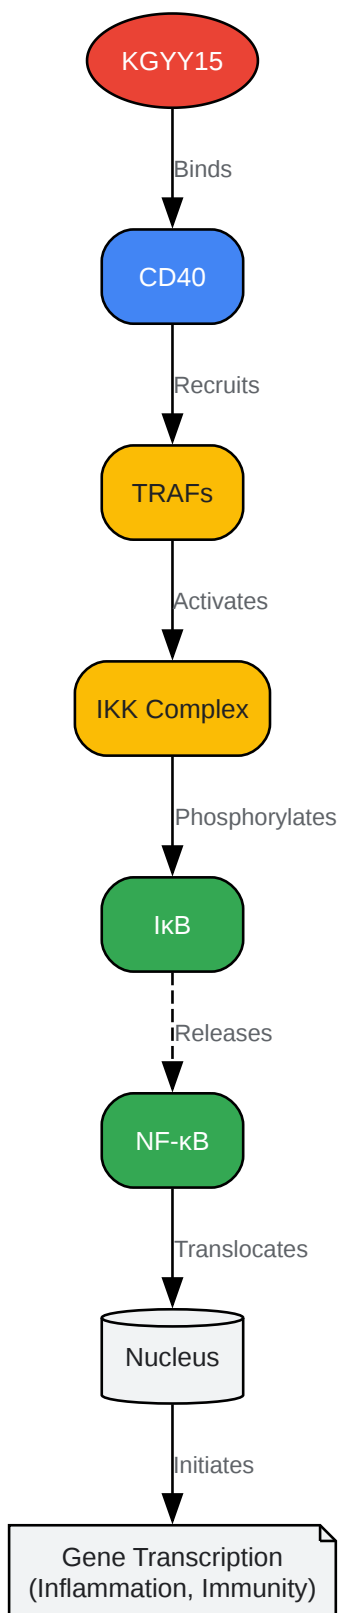 KGYY15
Binds
CD40
Recruits
TRAFs
Activates
IKK Complex
Phosphorylates
IκB
Releases
NF-κB
Translocates
Nucleus
Initiates
Gene Transcription
(Inflammation, Immunity)